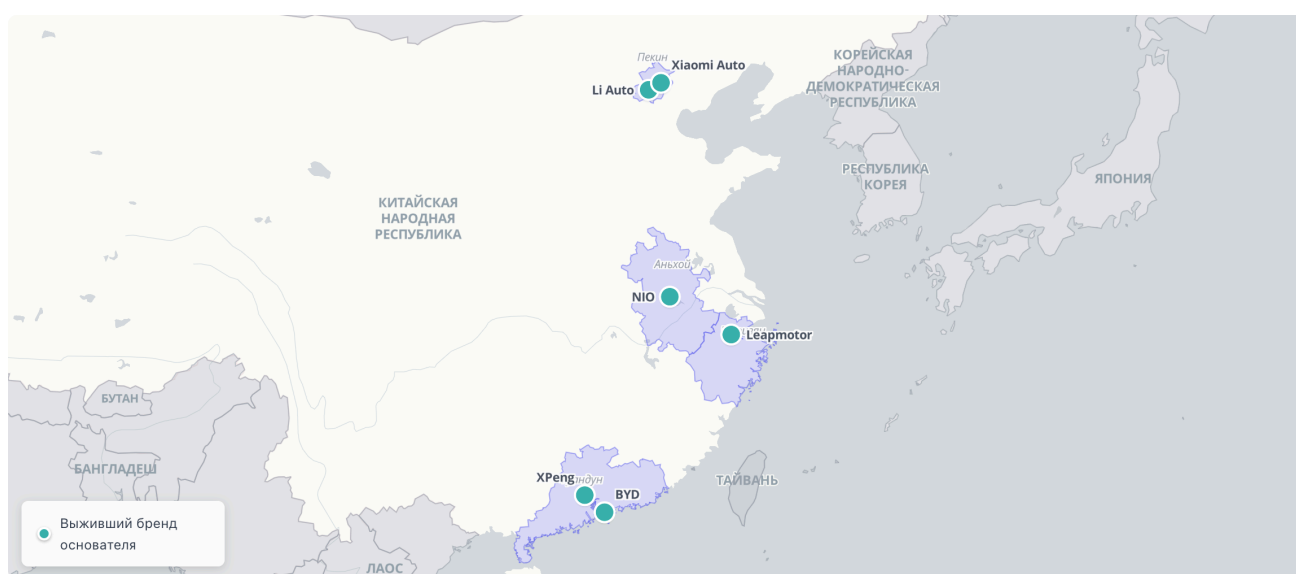 Пекин
Xiaomi Auto
Li Auto
КОРЕЙСКАЯ
НАРОДНО-
ДЕМОКРАТИЧЕСКАЯ
РЕСПУБЛИКА
РЕСПУБЛИКА
КОРЕЯ
ЯПОНИЯ
КИТАЙСКАЯ
НАРОДНАЯ
РЕСПУБЛИКА
Аньхой
NIO
Leapmotor
БУТАН
БАНГЛАДЕШ
XPeng
BYD
ТАЙВАНЬ
Выживший бренд
основателя
ЛАОС